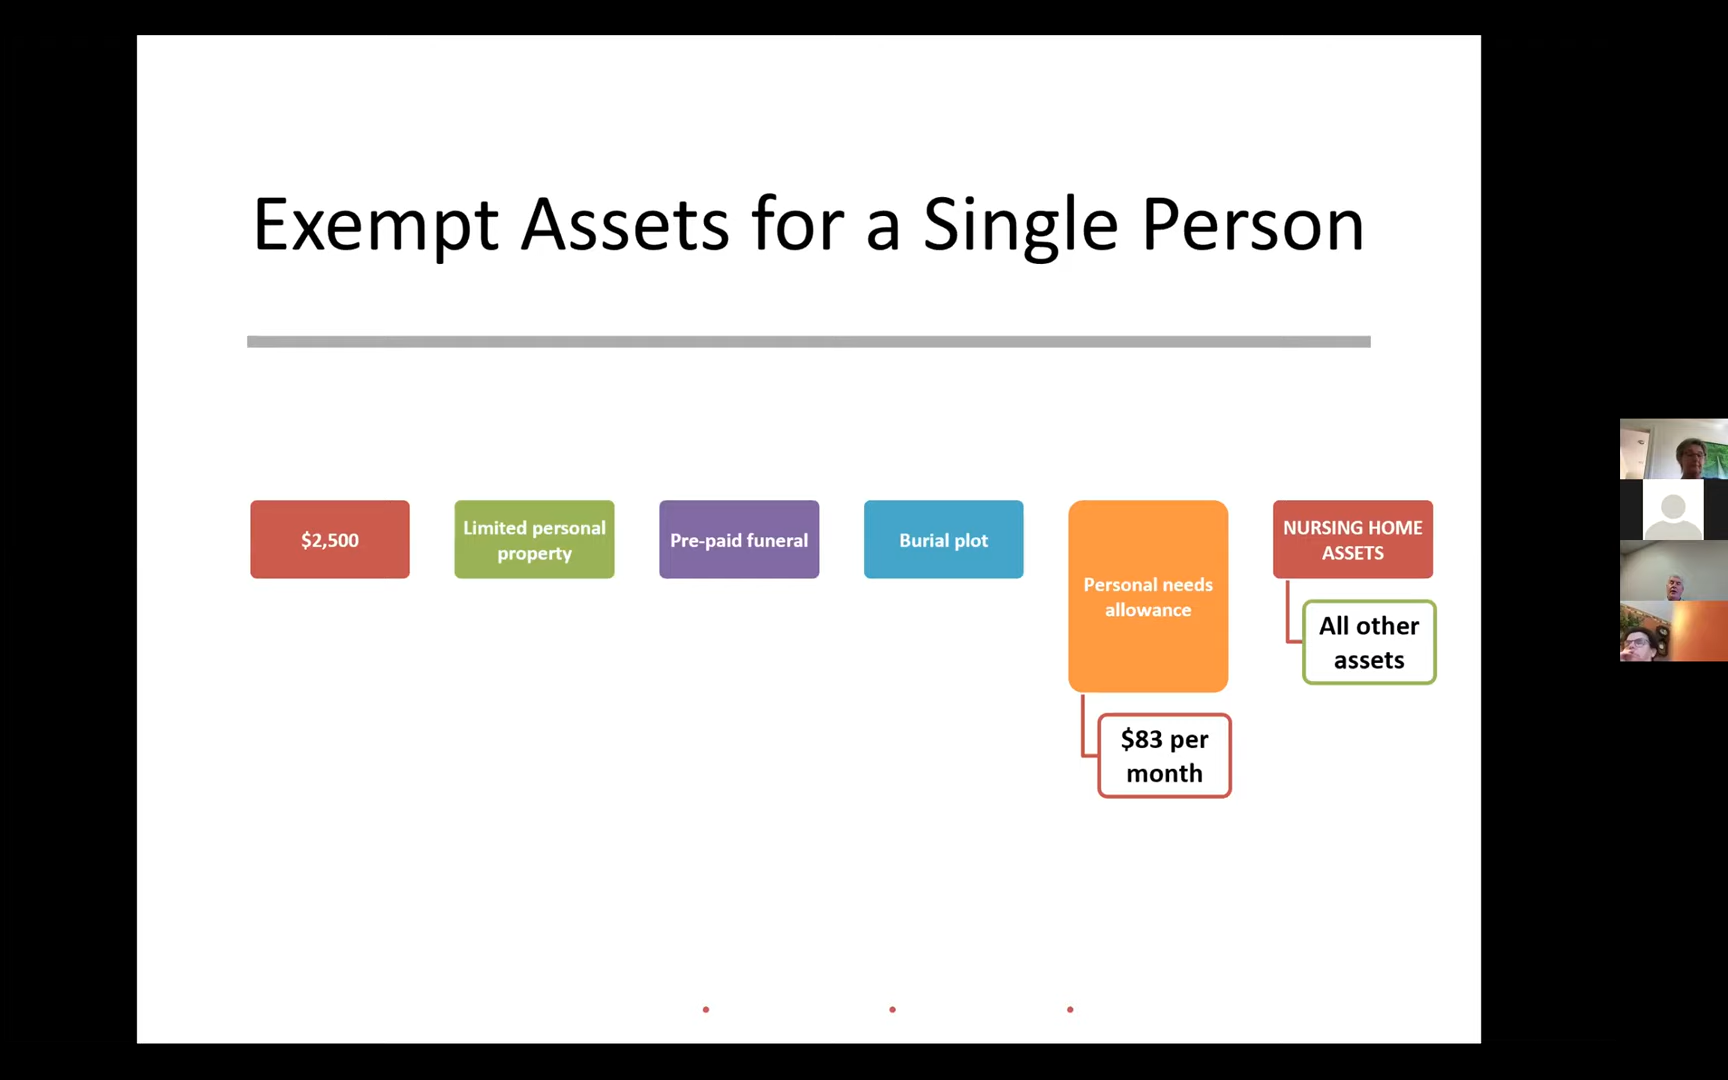 Exempt Assets for a Single Person
$2,500
Limited personal
property
Pre-paid funeral
Burial plot
Personal needs
allowance
$83 per
month
NURSING HOME
ASSETS
All other
assets